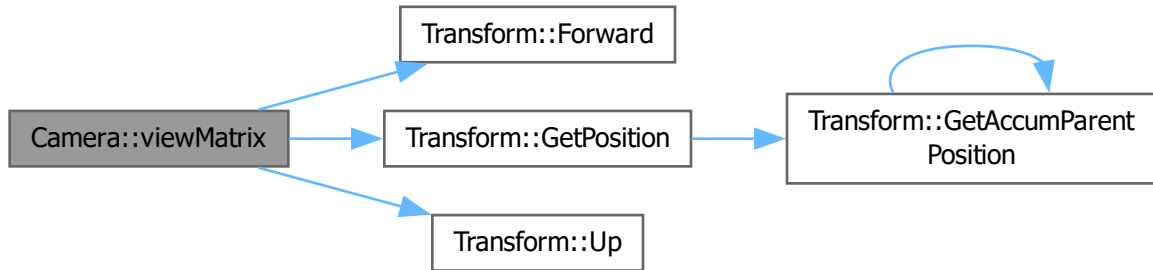 Transform::Forward
Camera::viewMatrix
Transform::GetPosition
Transform::GetAccumParent
Position
Transform::Up